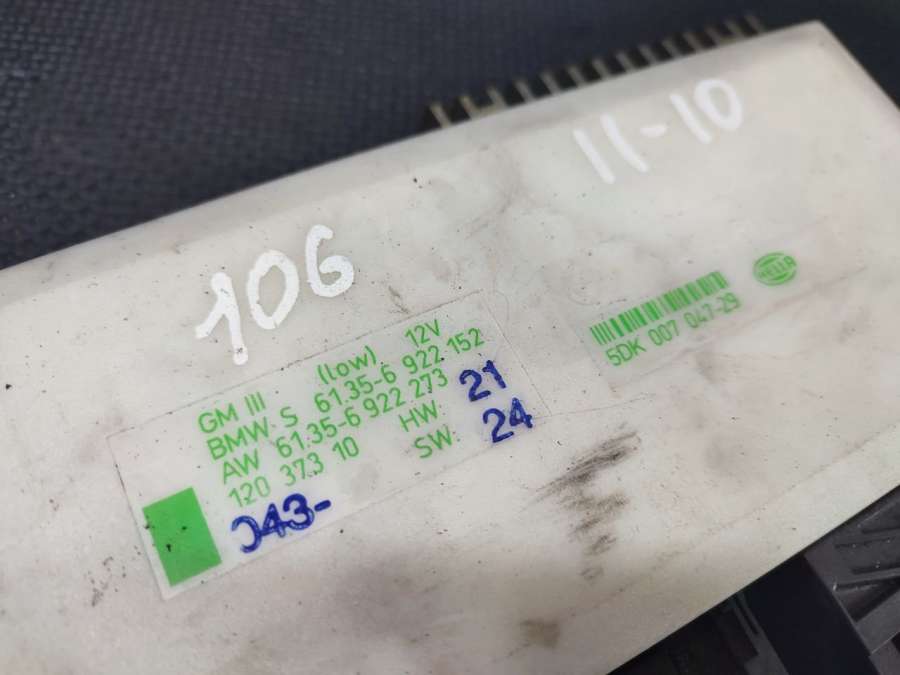 11-10
106
HELLA
5DK 007 047-29
GM III (low) 12V
BMW S 61.35-6 922 152
AW 61.35-6 922 273
120 373 10 HW 21
SW 24
043-